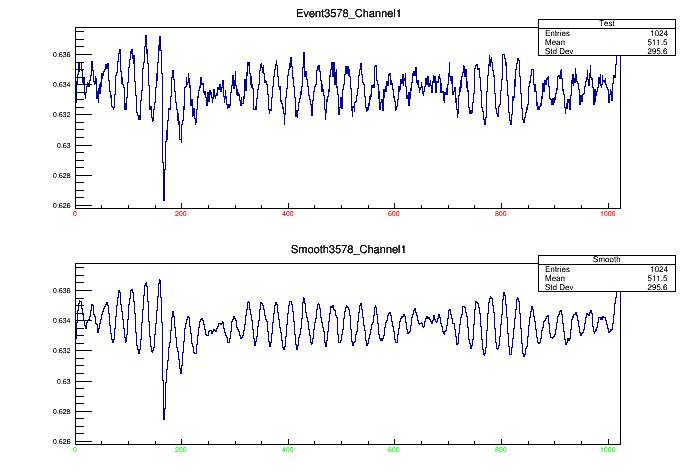 Event3578_Channel1
Test
Entries 1024
Mean 511.5
Std Dev 295.6
0.636
0.634
0.632
0.63
0.628
0.626
0 200 400 600 800 1000
Smooth3578_Channel1
Smooth
Entries 1024
Mean 511.5
Std Dev 295.6
0.636
0.634
0.632
0.63
0.628
0.626
0 200 400 600 800 1000